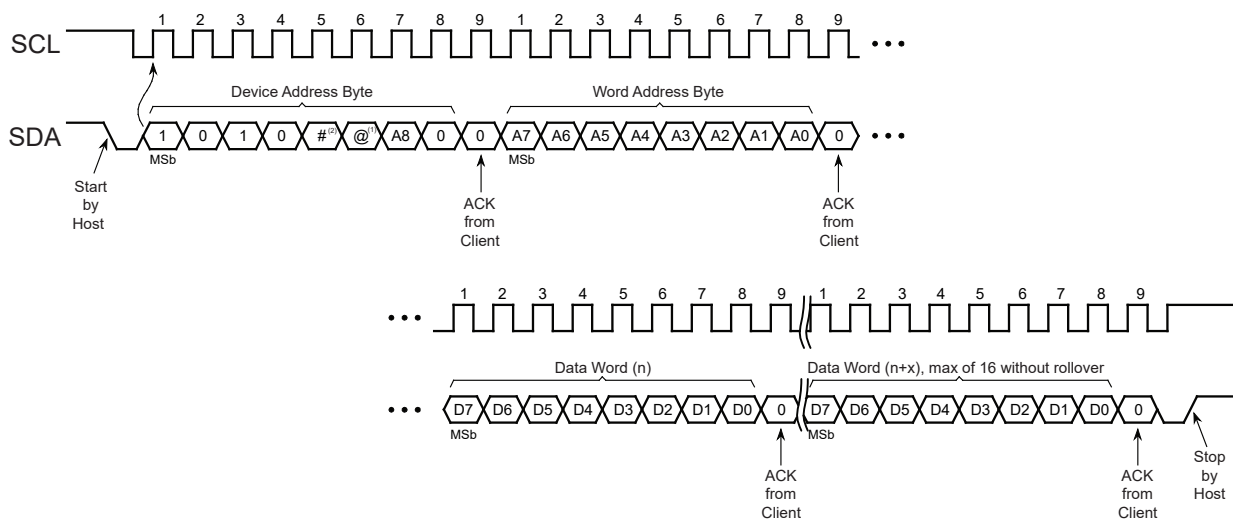 1 2 3 4 5 6 7 8 9 1 2 3 4 5 6 7 8 9
SCL
Device Address Byte Word Address Byte
SDA 1 0 1 0 #(2) @(1) A8 0 0 A7 A6 A5 A4 A3 A2 A1 A0 0
MSb MSb
Start
by
Host
ACK
from
Client
ACK
from
Client
1 2 3 4 5 6 7 8 9 1 2 3 4 5 6 7 8 9
Data Word (n) Data Word (n+x), max of 16 without rollover
D7 D6 D5 D4 D3 D2 D1 D0 0 D7 D6 D5 D4 D3 D2 D1 D0 0
MSb MSb
ACK
from
Client
ACK
from
Client
Stop
by
Host